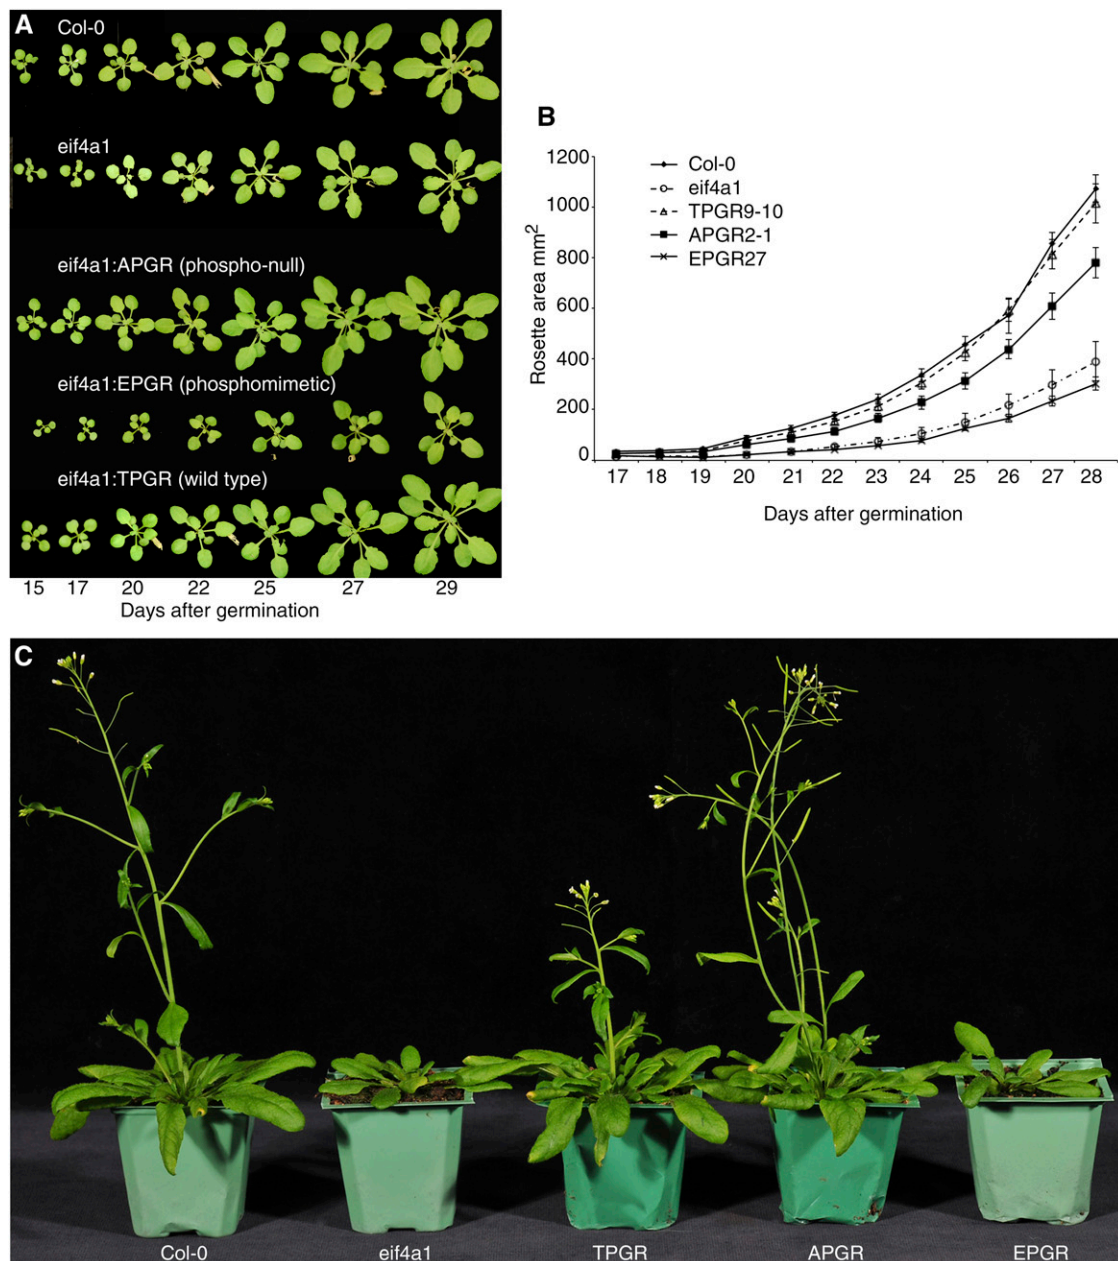 A
Col-0
eif4a1
eif4a1:APGR (phospho-null)
eif4a1:EPGR (phosphomimetic)
eif4a1:TPGR (wild type)
15 17 20 22 25 27 29
Days after germination
B
Rosette area mm2
1200
1000
800
600
400
200
0
Col-0
eif4a1
TPGR9-10
APGR2-1
EPGR27
17 18 19 20 21 22 23 24 25 26 27 28
Days after germination
C
Col-0 eif4a1 TPGR APGR EPGR